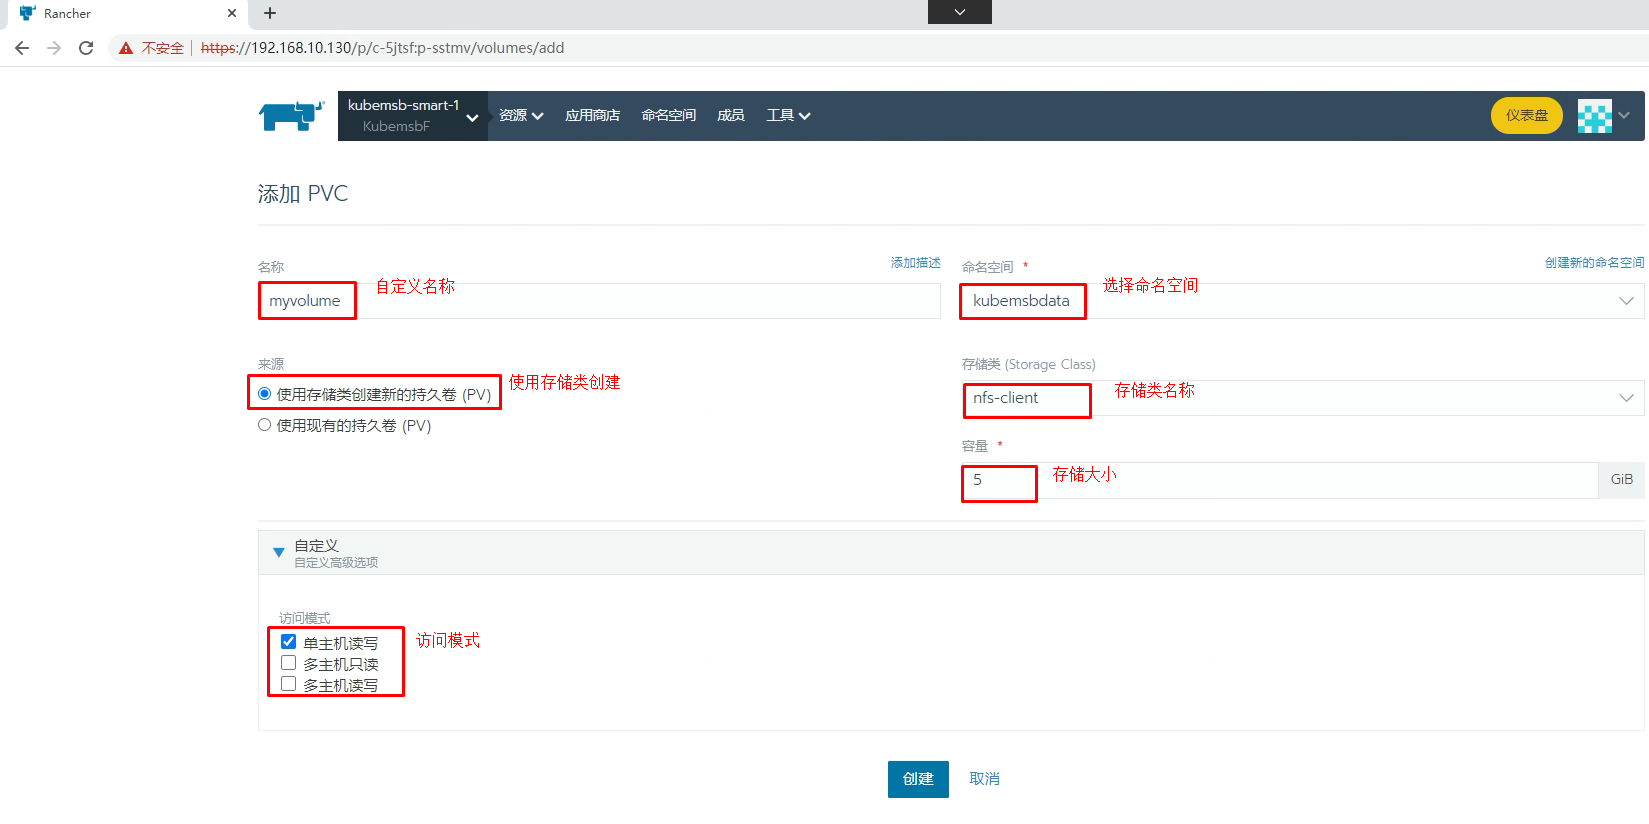 Rancher
不安全 https://192.168.10.130/p/c-5jtsf:p-sstmv/volumes/add
kubemsb-smart-1
KubemsbF
资源 应用商店 命名空间 成员 工具 仪表盘
添加 PVC
名称 添加描述
命名空间 * 创建新的命名空间
myvolume 自定义名称
kubemsbdata 选择命名空间
来源
存储类 (Storage Class)
使用存储类创建新的持久卷 (PV) 使用存储类创建
nfs-client 存储类名称
使用现有的持久卷 (PV)
容量 *
5 存储大小 GiB
自定义
自定义高级选项
访问模式
单主机读写 访问模式
多主机只读
多主机读写
创建 取消